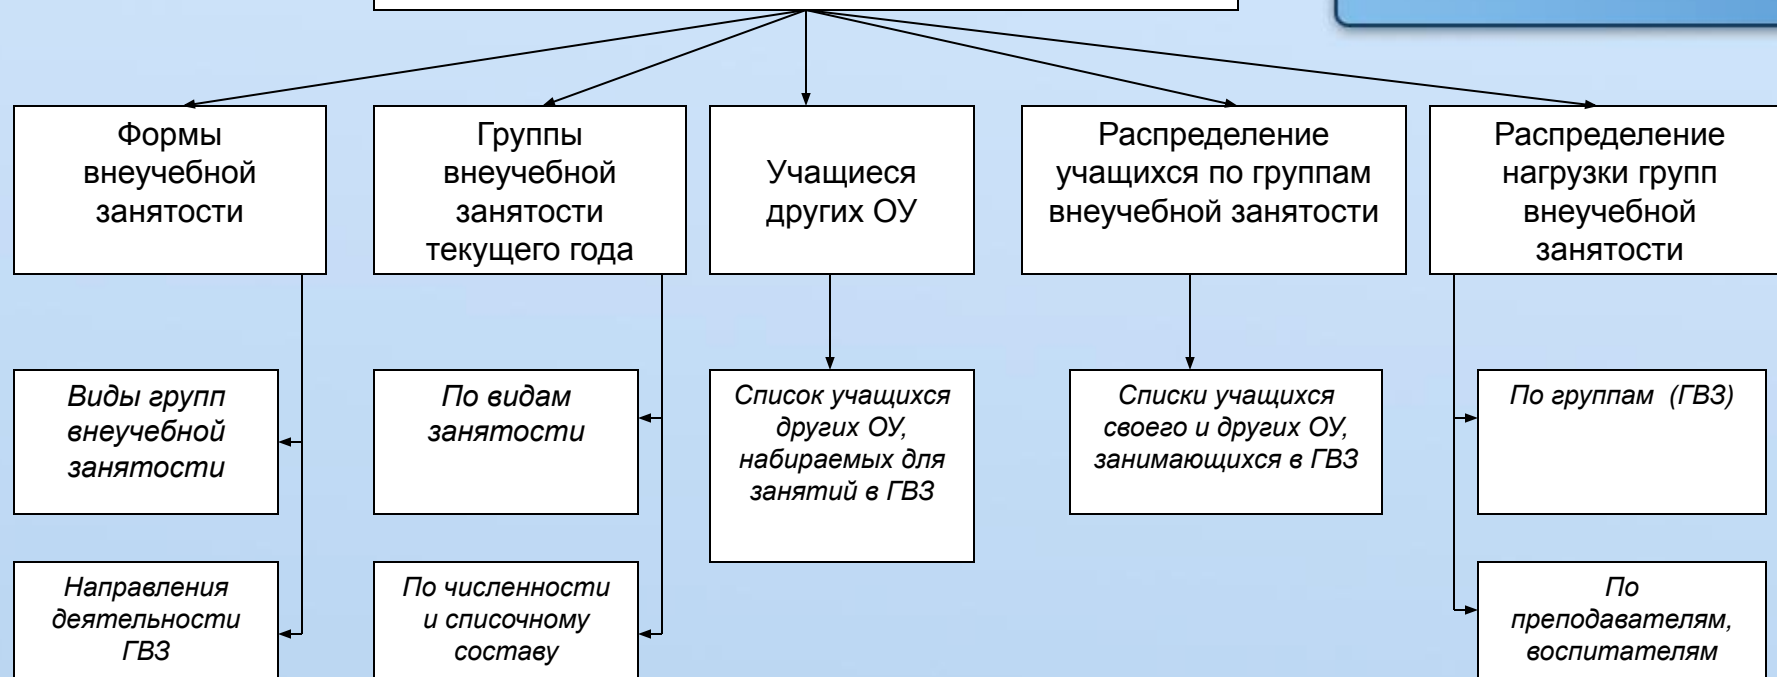 Формы
внеучебной
занятости
Группы
внеучебной
занятости
текущего года
Учащиеся
других ОУ
Распределение
учащихся по группам
внеучебной занятости
Распределение
нагрузки групп
внеучебной
занятости
Виды групп
внеучебной
занятости
По видам
занятости
Список учащихся
других ОУ,
набираемых для
занятий в ГВЗ
Списки учащихся
своего и других ОУ,
занимающихся в ГВЗ
По группам (ГВЗ)
Направления
деятельности
ГВЗ
По численности
и списочному
составу
По
преподавателям,
воспитателям